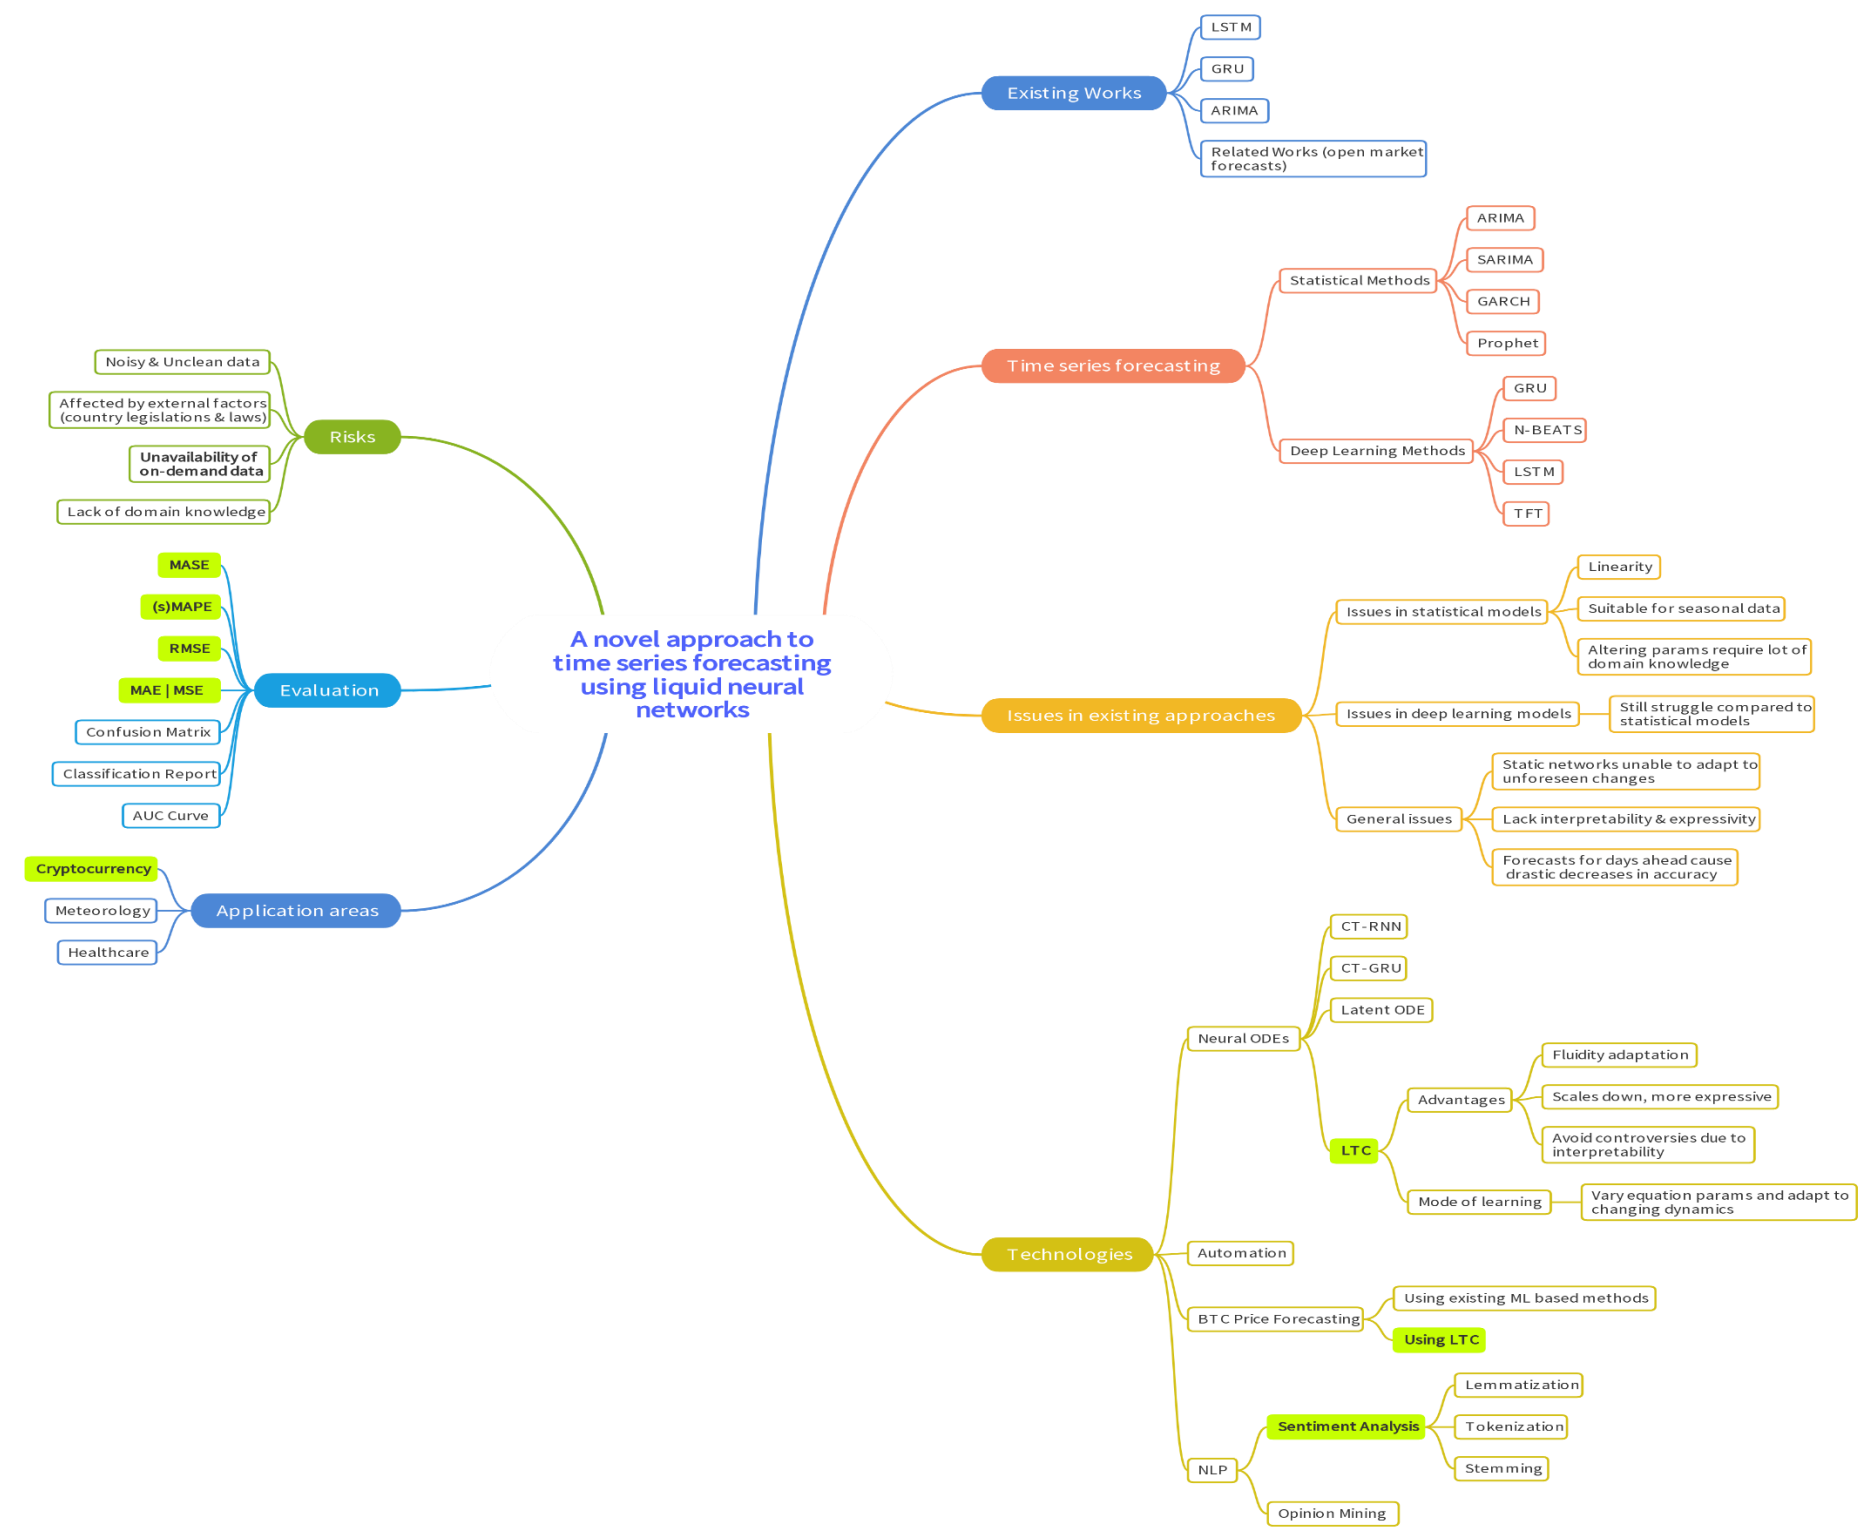 A novel approach to
time series forecasting
using liquid neural
networks
Existing Works
LSTM
GRU
ARIMA
Related Works (open market
forecasts)
Time series forecasting
Statistical Methods
ARIMA
SARIMA
GARCH
Prophet
Deep Learning Methods
GRU
N-BEATS
LSTM
TFT
Issues in existing approaches
Issues in statistical models
Linearity
Suitable for seasonal data
Altering params require lot of
domain knowledge
Issues in deep learning models
Still struggle compared to
statistical models
General issues
Static networks unable to adapt to
unforeseen changes
Lack interpretability & expressivity
Forecasts for days ahead cause
drastic decreases in accuracy
Technologies
Neural ODEs
CT-RNN
CT-GRU
Latent ODE
LTC
Advantages
Fluidity adaptation
Scales down, more expressive
Avoid controversies due to
interpretability
Mode of learning
Vary equation params and adapt to
changing dynamics
Automation
BTC Price Forecasting
Using existing ML based methods
Using LTC
NLP
Sentiment Analysis
Lemmatization
Tokenization
Stemming
Opinion Mining
Risks
Noisy & Unclean data
Affected by external factors
(country legislations & laws)
Unavailability of
on-demand data
Lack of domain knowledge
Evaluation
MASE
(s)MAPE
RMSE
MAE | MSE
Confusion Matrix
Classification Report
AUC Curve
Application areas
Cryptocurrency
Meteorology
Healthcare